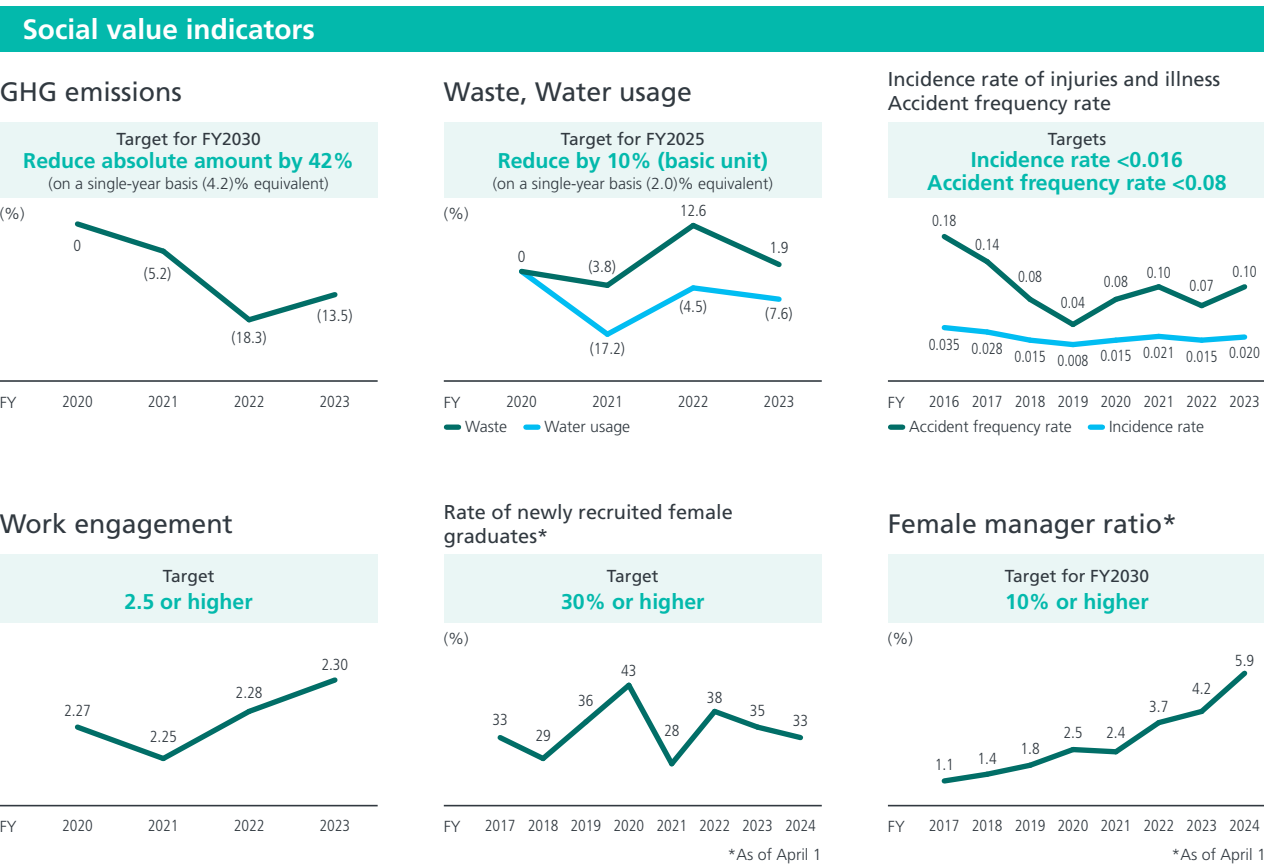 Social value indicators
GHG emissions
Target for FY2030
Reduce absolute amount by 42%
(on a single-year basis (4.2)% equivalent)
(%)
0
(5.2)
(18.3)
(13.5)
FY 2020 2021 2022 2023
Waste, Water usage
Target for FY2025
Reduce by 10% (basic unit)
(on a single-year basis (2.0)% equivalent)
(%)
0
(3.8)
12.6
1.9
(17.2)
(4.5)
(7.6)
FY 2020 2021 2022 2023
Waste Water usage
Incidence rate of injuries and illness
Accident frequency rate
Targets
Incidence rate <0.016
Accident frequency rate <0.08
0.18 0.14 0.08 0.04 0.08 0.10 0.07 0.10
0.035 0.028 0.015 0.008 0.015 0.021 0.015 0.020
FY 2016 2017 2018 2019 2020 2021 2022 2023
Accident frequency rate Incidence rate
Work engagement
Target
2.5 or higher
2.27 2.25 2.28 2.30
FY 2020 2021 2022 2023
Rate of newly recruited female
graduates*
Target
30% or higher
(%)
33 29 36 43 28 38 35 33
FY 2017 2018 2019 2020 2021 2022 2023 2024
*As of April 1
Female manager ratio*
Target for FY2030
10% or higher
(%)
1.1 1.4 1.8 2.5 2.4 3.7 4.2 5.9
FY 2017 2018 2019 2020 2021 2022 2023 2024
*As of April 1